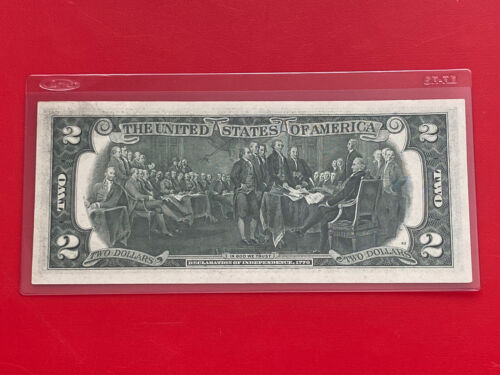 2 THE UNITED STATES OF AMERICA 2
TWO TWO
2 2
TWO DOLLARS IN GOD WE TRUST TWO DOLLARS
DECLARATION OF INDEPENDENCE, 1776